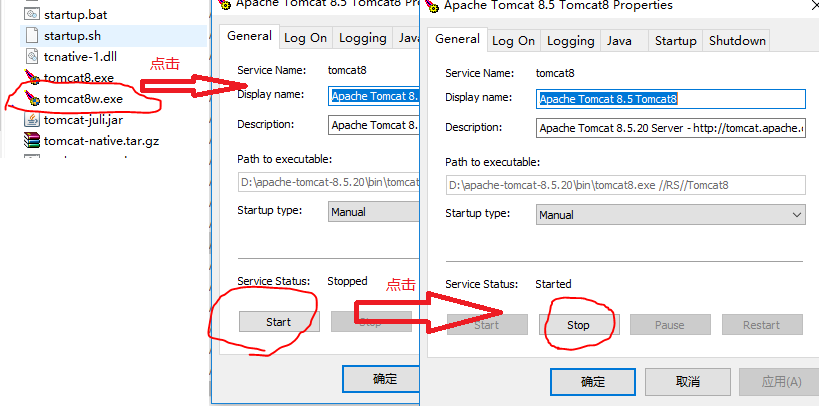 startup.bat
startup.sh
tcnative-1.dll
tomcat8.exe
tomcat8w.exe
tomcat-juli.jar
tomcat-native.tar.gz
点击
Apache Tomcat 8.5 Tomcat8 Properties
General Log On Logging Java
Service Name: tomcat8
Display name: Apache Tomcat 8.
Description: Apache Tomcat 8.5
Path to executable:
D:\apache-tomcat-8.5.20\bin\tomcat
Startup type: Manual
Service Status: Stopped
Start Stop
确定
点击
Apache Tomcat 8.5 Tomcat8 Properties
General Log On Logging Java Startup Shutdown
Service Name: tomcat8
Display name: Apache Tomcat 8.5 Tomcat8
Description: Apache Tomcat 8.5.20 Server - http://tomcat.apache.
Path to executable:
D:\apache-tomcat-8.5.20\bin\tomcat8.exe //RS//Tomcat8
Startup type: Manual
Service Status: Started
Start Stop Pause Restart
确定 取消 应用(A)